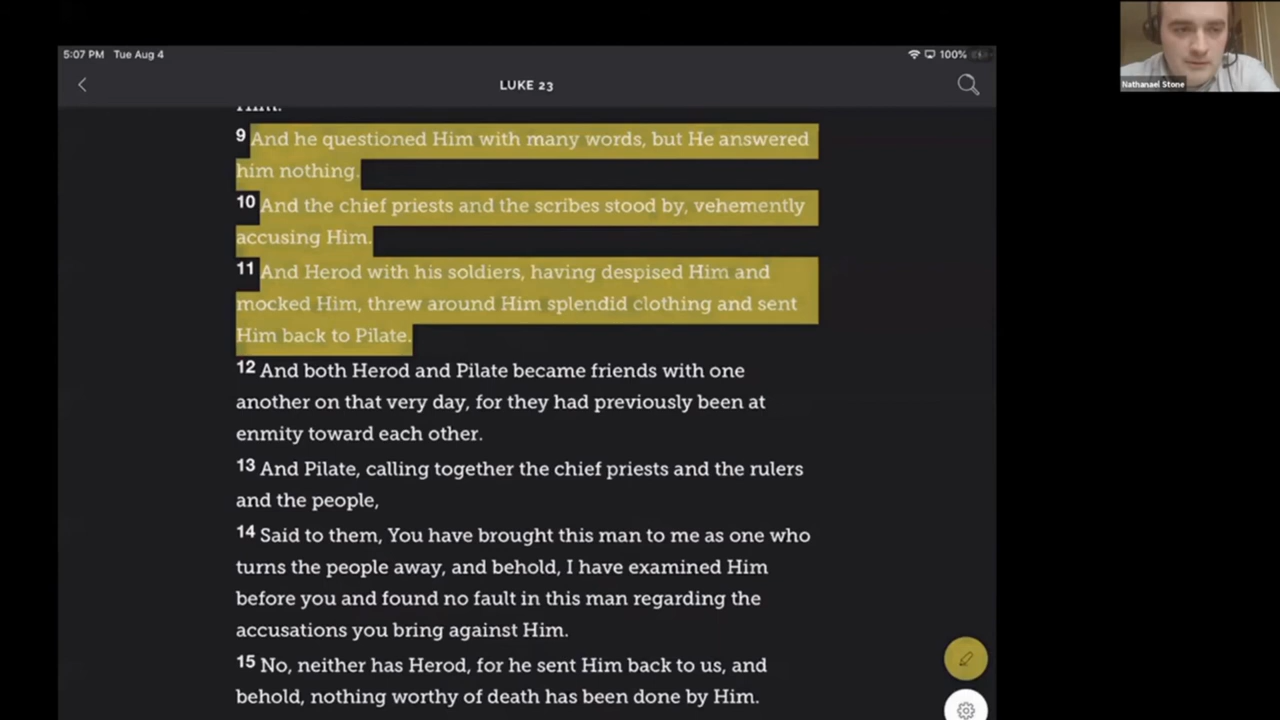 5:07 PM Tue Aug 4
100%
LUKE 23
Him.
9 And he questioned Him with many words, but He answered
him nothing.
10 And the chief priests and the scribes stood by, vehemently
accusing Him.
11 And Herod with his soldiers, having despised Him and
mocked Him, threw around Him splendid clothing and sent
Him back to Pilate.
12 And both Herod and Pilate became friends with one
another on that very day, for they had previously been at
enmity toward each other.
13 And Pilate, calling together the chief priests and the rulers
and the people,
14 Said to them, You have brought this man to me as one who
turns the people away, and behold, I have examined Him
before you and found no fault in this man regarding the
accusations you bring against Him.
15 No, neither has Herod, for he sent Him back to us, and
behold, nothing worthy of death has been done by Him.
Nathanael Stone